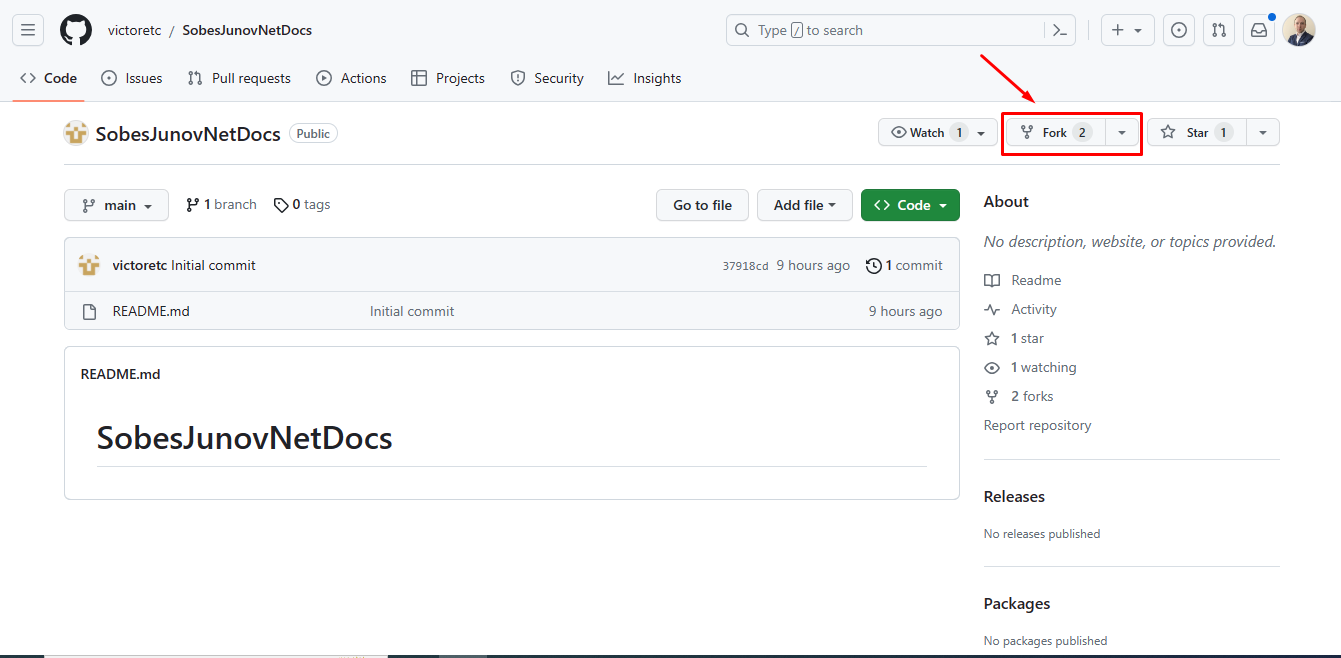 victoretc / SobesJunovNetDocs
Type / to search
Code Issues Pull requests Actions Projects Security Insights
SobesJunovNetDocs Public
Watch 1 Fork 2 Star 1
main 1 branch 0 tags
Go to file Add file Code
victoretc Initial commit 37918cd 9 hours ago 1 commit
README.md Initial commit 9 hours ago
README.md
SobesJunovNetDocs
About
No description, website, or topics provided.
Readme
Activity
1 star
1 watching
2 forks
Report repository
Releases
No releases published
Packages
No packages published